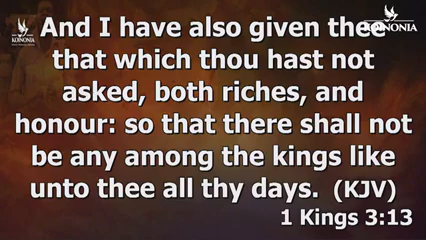 KOINONIA
KOINONIA
And I have also given thee
that which thou hast not
asked, both riches, and
honour: so that there shall not
be any among the kings like
unto thee all thy days. (KJV)
1 Kings 3:13